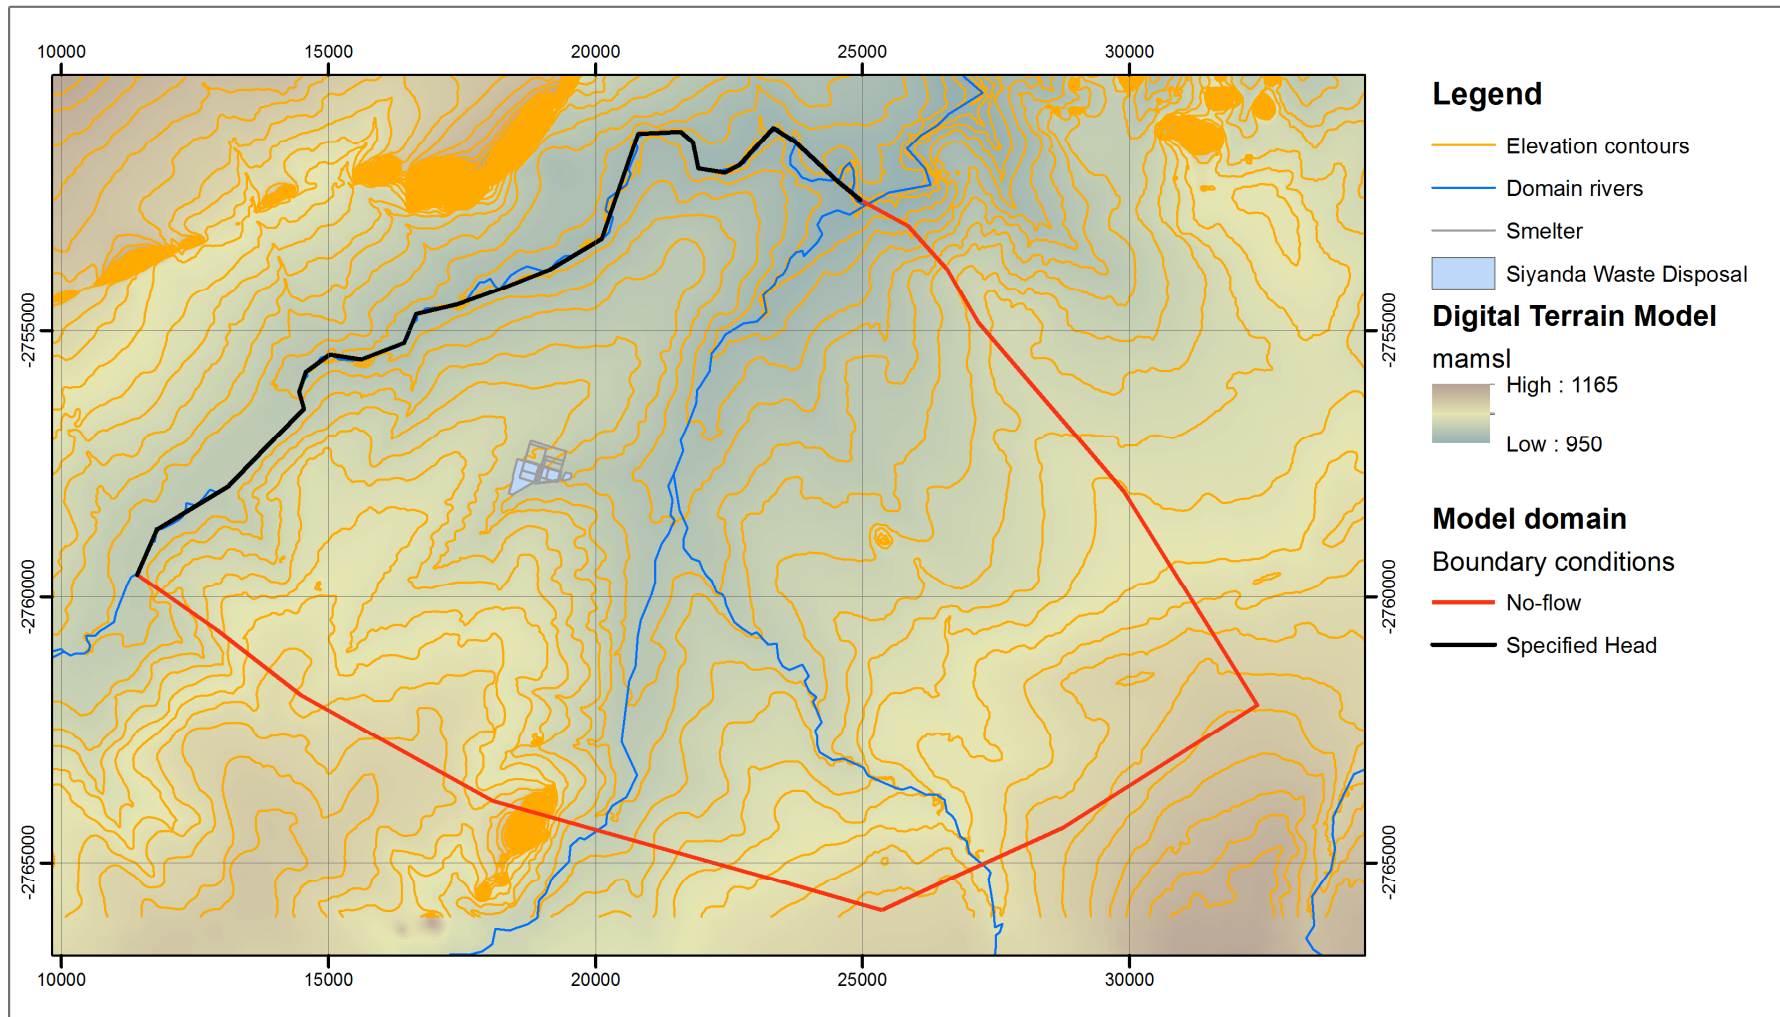 10000 15000 20000 25000 30000
-2755000 -2755000
-2760000 -2760000
-2765000 -2765000
10000 15000 20000 25000 30000
Legend
Elevation contours
Domain rivers
Smelter
Siyanda Waste Disposal
Digital Terrain Model
mamsl
High : 1165
Low : 950
Model domain
Boundary conditions
No-flow
Specified Head